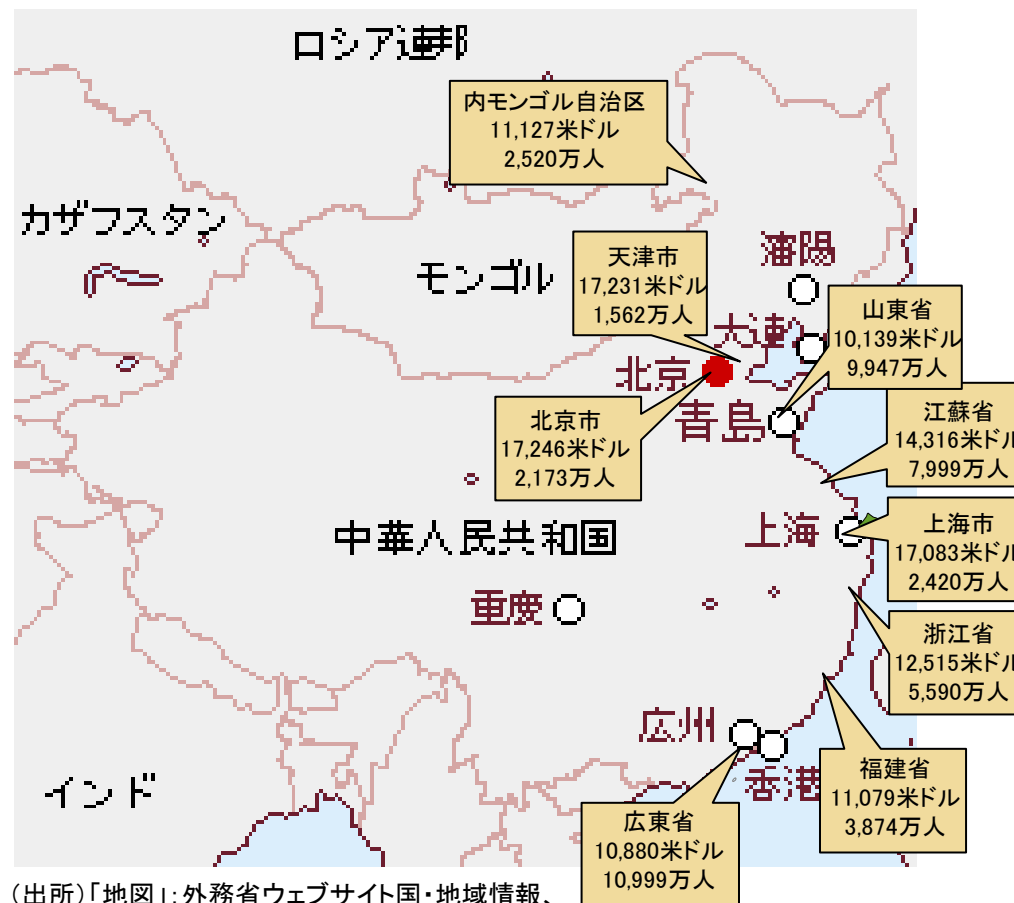 ロシア連邦
内モンゴル自治区
11,127米ドル
2,520万人
カザフスタン
モンゴル
天津市
17,231米ドル
1,562万人
瀋陽
大連
山東省
10,139米ドル
9,947万人
北京
北京市
17,246米ドル
2,173万人
青島
江蘇省
14,316米ドル
7,999万人
中華人民共和国
上海
上海市
17,083米ドル
2,420万人
重慶
浙江省
12,515米ドル
5,590万人
広州
香港
福建省
11,079米ドル
3,874万人
インド
広東省
10,880米ドル
10,999万人
(出所)「地図」:外務省ウェブサイト国・地域情報、